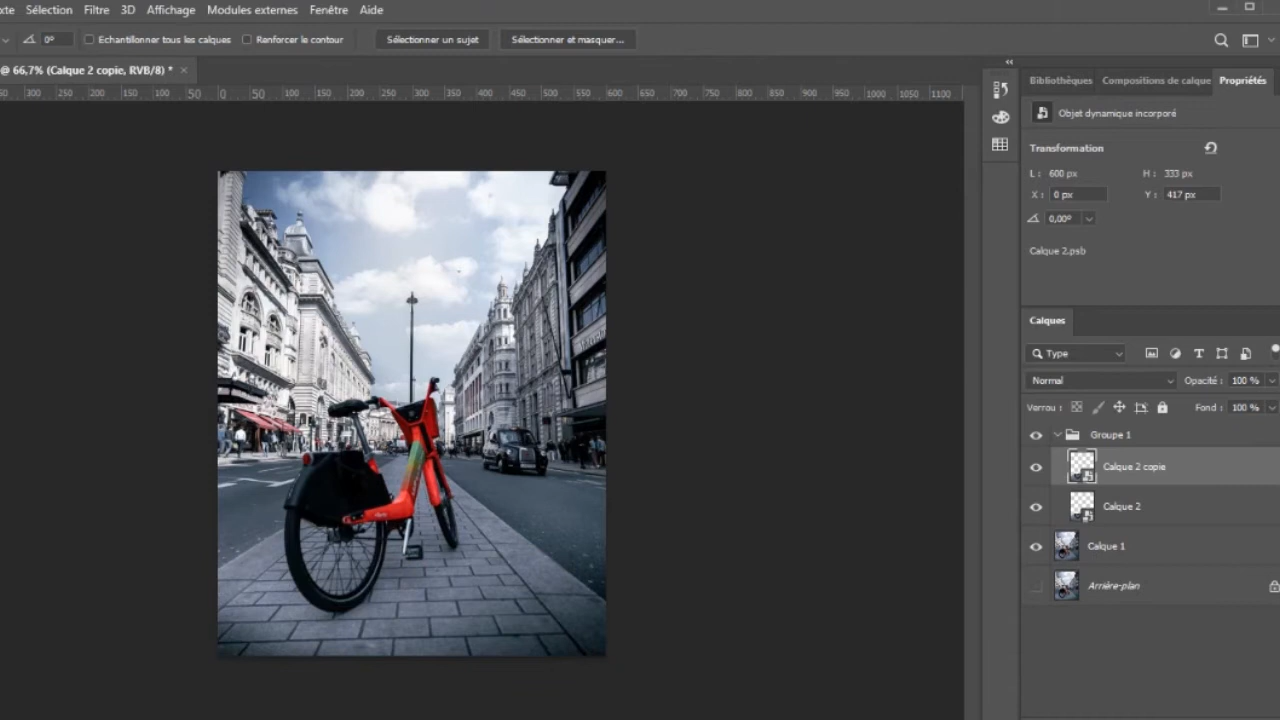 xte Sélection Filtre 3D Affichage Modules externes Fenêtre Aide
0° Echantillonner tous les calques Renforcer le contour Sélectionner un sujet Sélectionner et masquer...
@ 66,7% (Calque 2 copie, RVB/8) * ×
50 300 250 200 150 100 50 0 50 100 150 200 250 300 350 400 450 500 550 600 650 700 750 800 850 900 950 1000 1050 1100
Bibliothèques Compositions de calque Propriétés
Objet dynamique incorporé
Transformation
L : 600 px H : 333 px
X : 0 px Y : 417 px
0,00°
Calque 2.psb
Calques
Type
Normal Opacité : 100 %
Verrou : Fond : 100 %
Groupe 1
Calque 2 copie
Calque 2
Calque 1
Arrière-plan